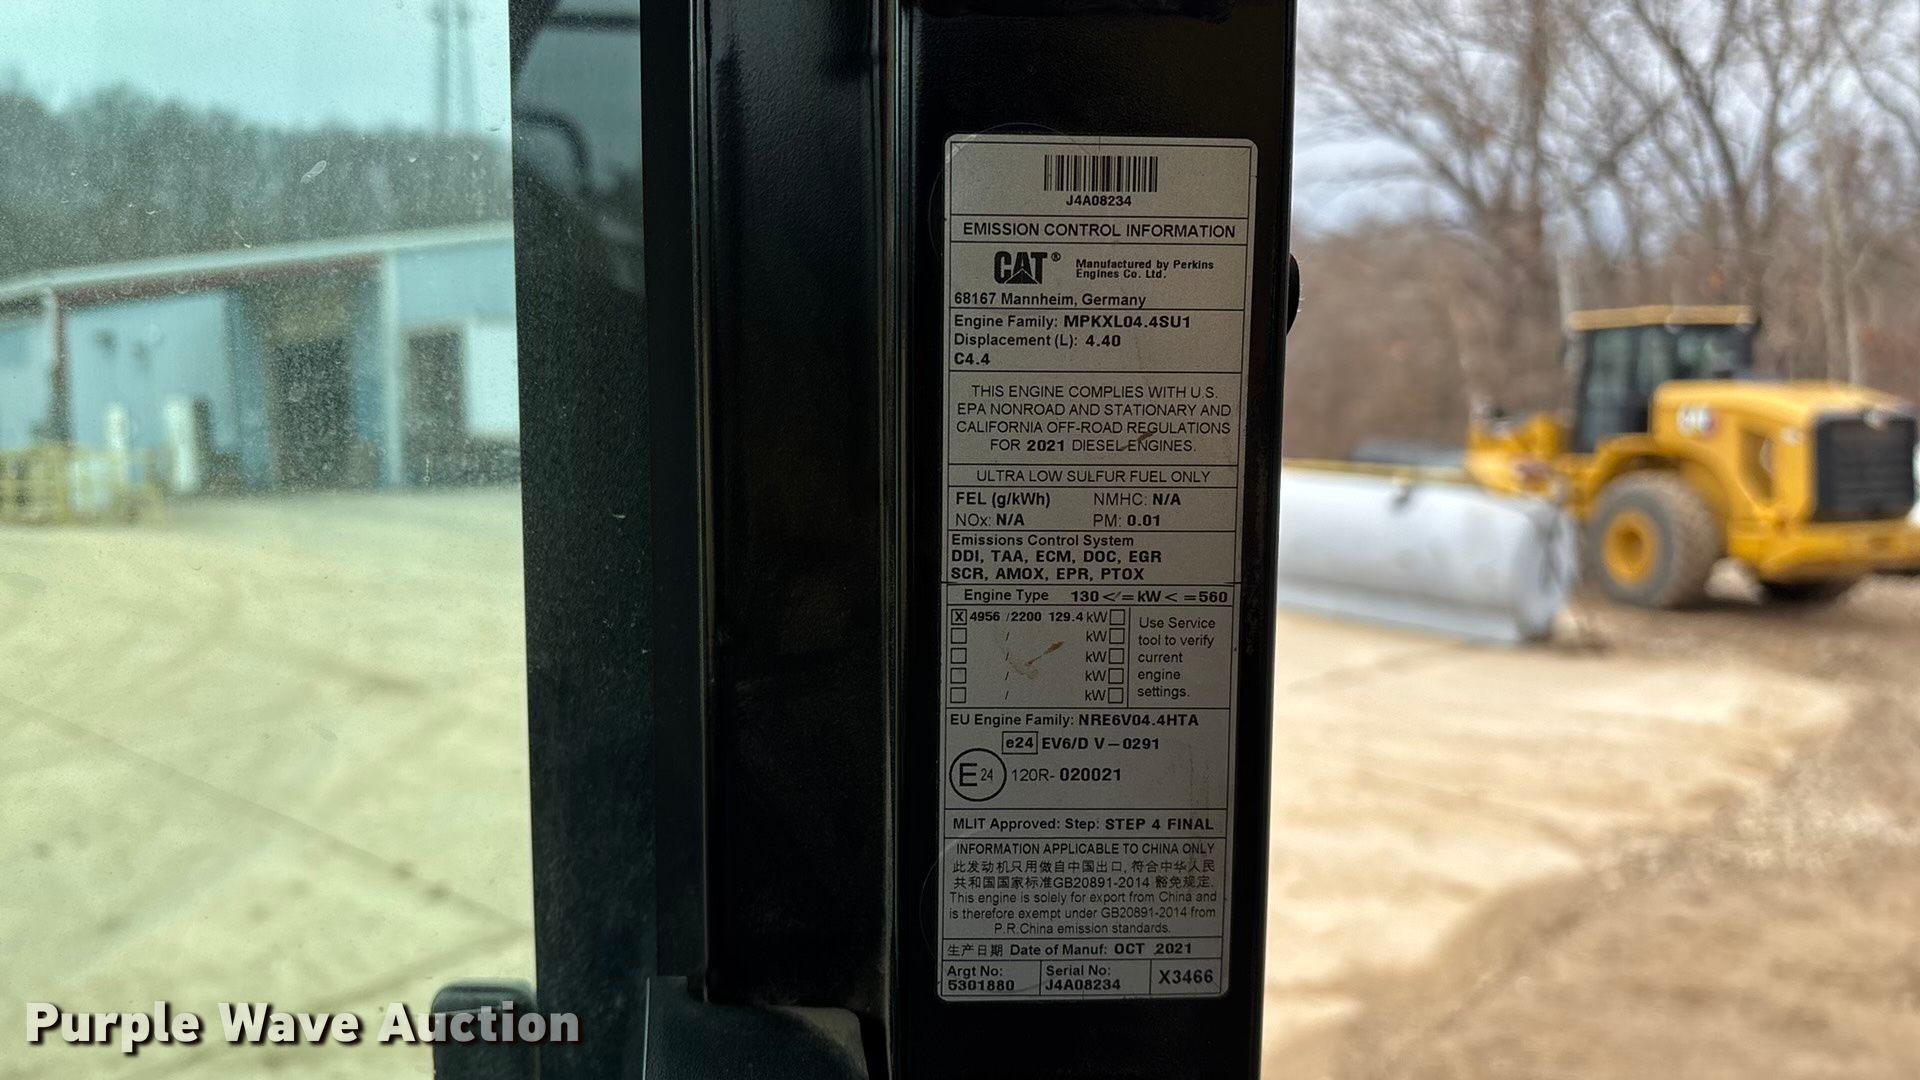 J4A08234
EMISSION CONTROL INFORMATION
CAT® Manufactured by Perkins
Engines Co. Ltd.
68167 Mannheim, Germany
Engine Family: MPKXL04.4SU1
Displacement (L): 4.40
C4.4
THIS ENGINE COMPLIES WITH U.S.
EPA NONROAD AND STATIONARY AND
CALIFORNIA OFF-ROAD REGULATIONS
FOR 2021 DIESEL ENGINES.
ULTRA LOW SULFUR FUEL ONLY
FEL (g/kWh) NMHC: N/A
NOx: N/A PM: 0.01
Emissions Control System
DDI, TAA, ECM, DOC, EGR
SCR, AMOX, EPR, PTOX
Engine Type 130 <= kW <= 560
X 4956 / 2200 129.4 kW
/ kW
/ kW
/ kW
/ kW
Use Service
tool to verify
current
engine
settings.
EU Engine Family: NRE6V04.4HTA
e24 EV6/D V-0291
E24 120R- 020021
MLIT Approved: Step: STEP 4 FINAL
INFORMATION APPLICABLE TO CHINA ONLY
此发动机只用做自中国出口, 符合中华人民
共和国国家标准GB20891-2014 豁免规定.
This engine is solely for export from China and
is therefore exempt under GB20891-2014 from
P.R.China emission standards.
生产日期 Date of Manuf: OCT 2021
Argt No: 5301880
Serial No: J4A08234
X3466
Purple Wave Auction